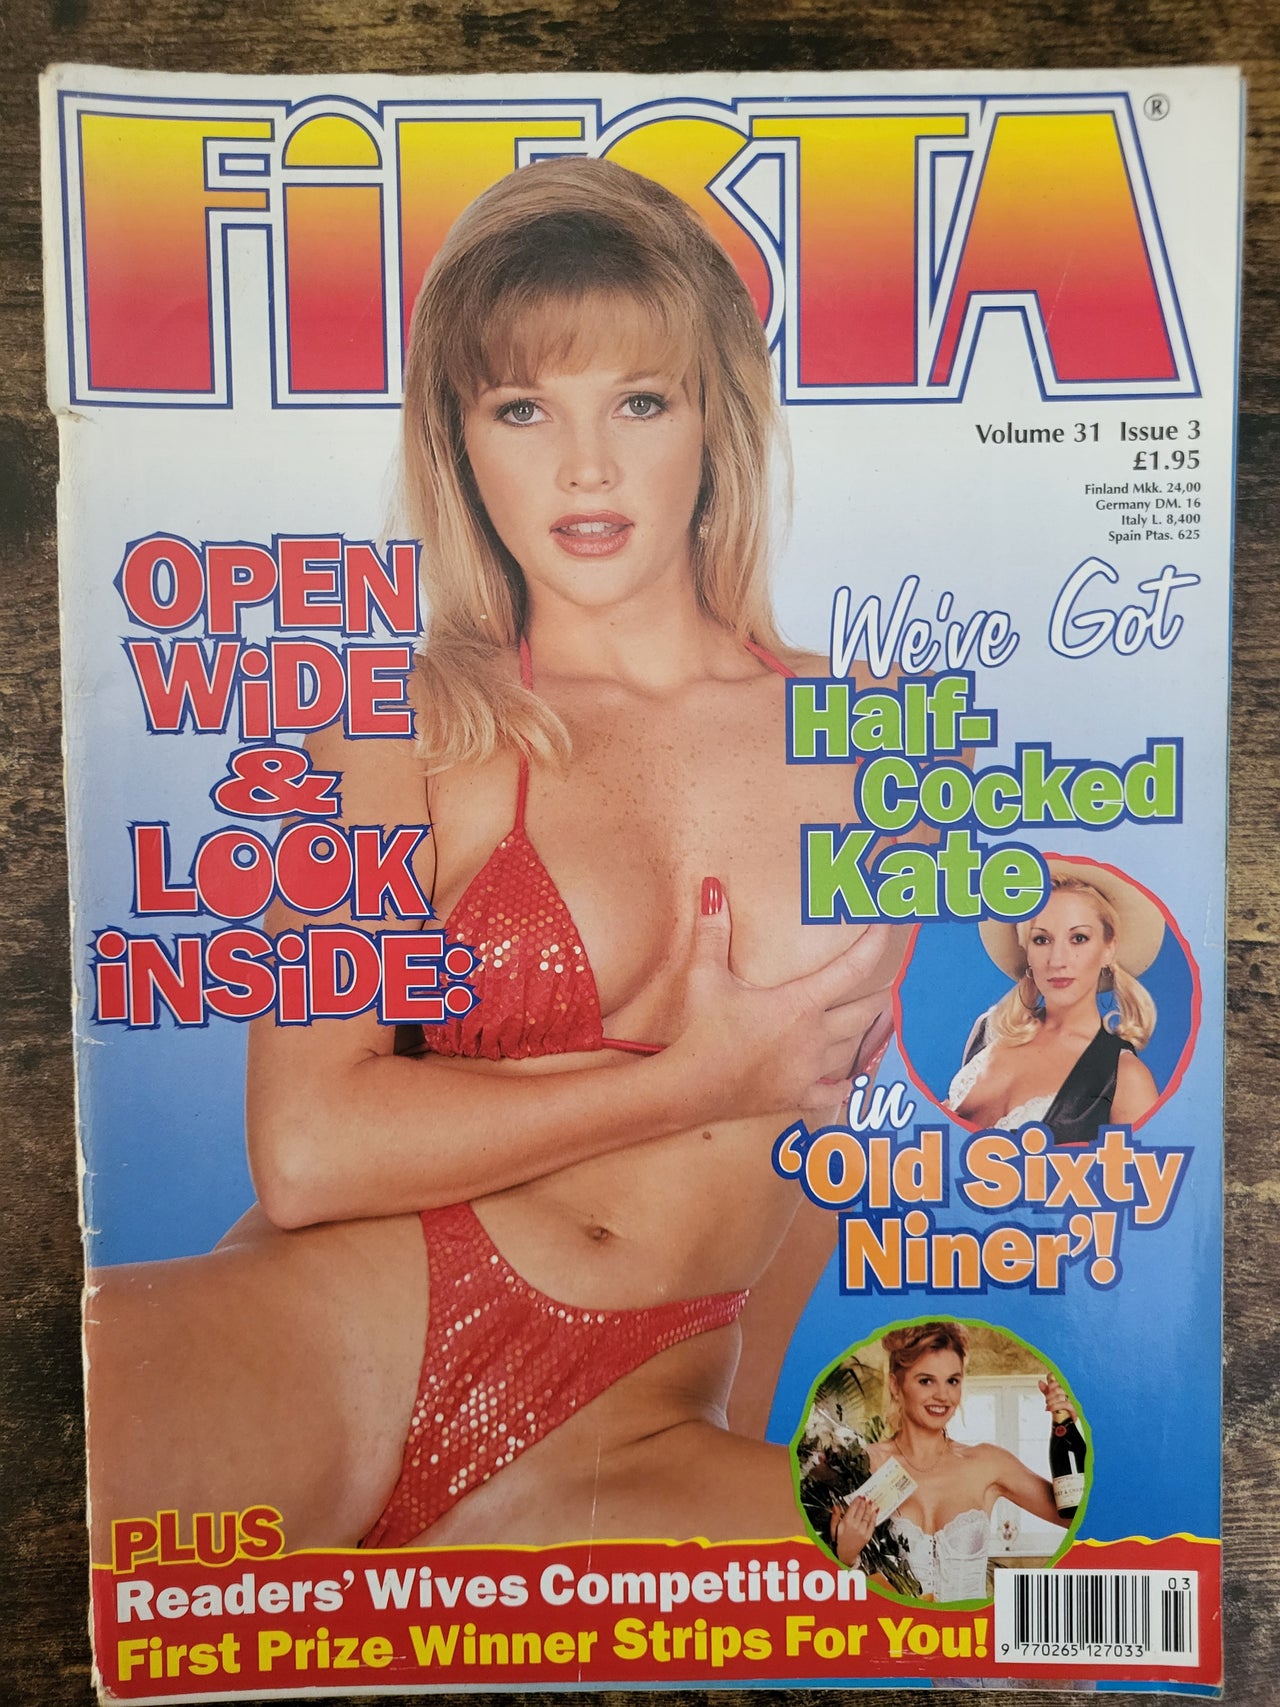 FiESTA®
Volume 31 Issue 3
£1.95
Finland Mkk. 24,00
Germany DM. 16
Italy L. 8,400
Spain Ptas. 625
OPEN
WiDE
&
LOOK
iNSiDE:
We've Got
Half-
Cocked
Kate
in
‘Old Sixty
Niner’!
PLUS
Readers’ Wives Competition
First Prize Winner Strips For You!
03
9 770265 127033